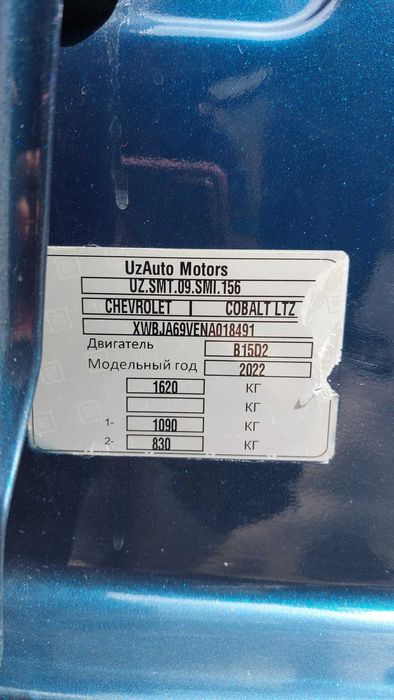 UzAuto Motors
UZ.SMT.09.SMI.156
CHEVROLET COBALT LTZ
XWBJA69VENA018491
Двигатель B15D2
Модельный год 2022
1620 КГ
КГ
1- 1090 КГ
2- 830 КГ